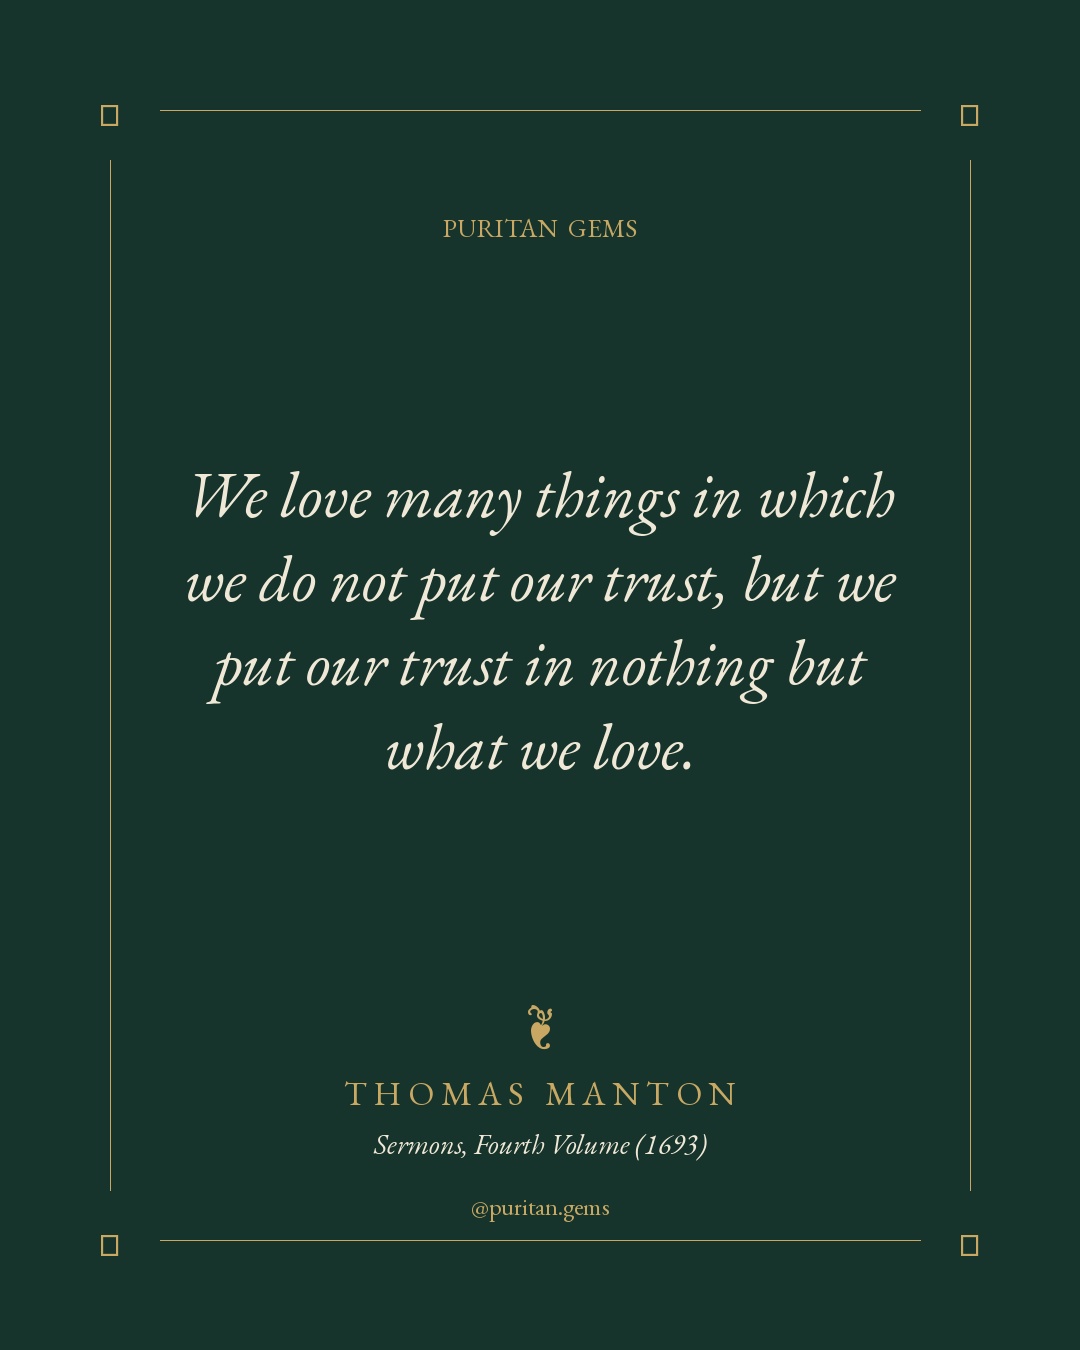 PURITAN GEMS
We love many things in which
we do not put our trust, but we
put our trust in nothing but
what we love.
THOMAS MANTON
Sermons, Fourth Volume (1693)
@puritan.gems